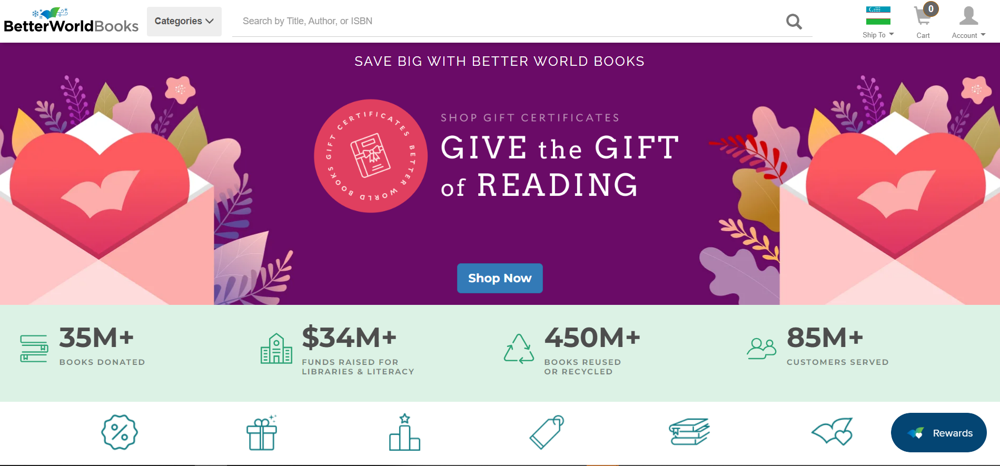 BetterWorldBooks
Categories
Search by Title, Author, or ISBN
Ship To
0
Cart
Account
SAVE BIG WITH BETTER WORLD BOOKS
BETTER WORLD BOOKS GIFT CERTIFICATES
SHOP GIFT CERTIFICATES
GIVE the GIFT
of READING
Shop Now
35M+
BOOKS DONATED
$34M+
FUNDS RAISED FOR
LIBRARIES & LITERACY
450M+
BOOKS REUSED
OR RECYCLED
85M+
CUSTOMERS SERVED
Rewards